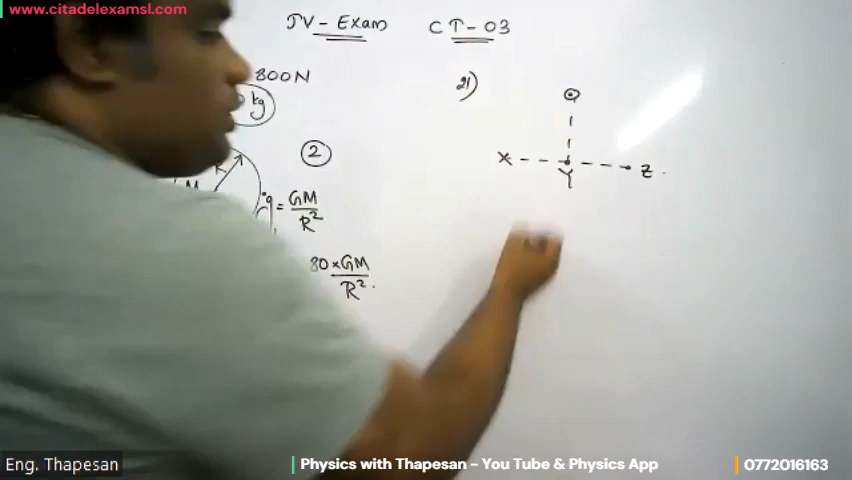 www.citadelexamsl.com
JV - Exam CT-03
800N
kg
21)
2
X Y Z
g = GM
R²
80 × GM
R².
Eng. Thapesan
Physics with Thapesan - You Tube & Physics App
0772016163